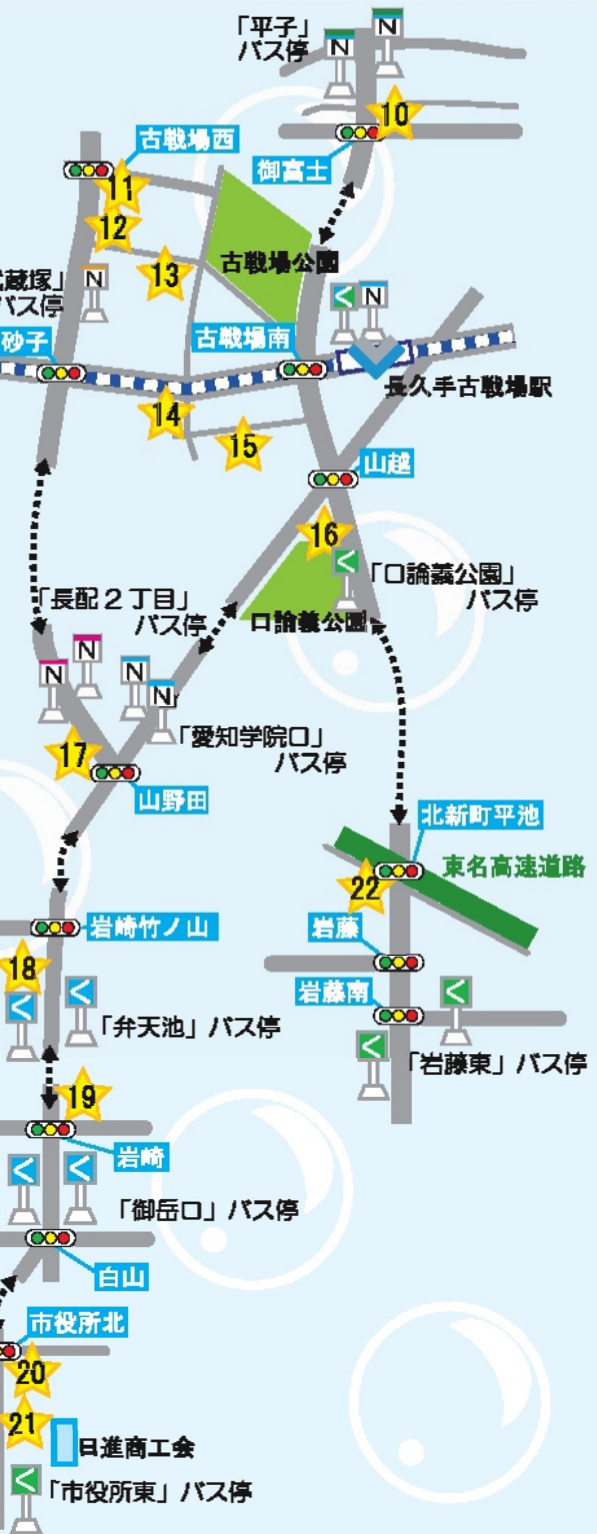 「平子」
バス停
N
N
10
古戦場西
御富士
11
12
13
古戦場公園
武蔵塚」
バス停
N
<
N
砂子
古戦場南
長久手古戦場駅
14
15
山越
16
<
「口論義公園」
バス停
口論義公園
「長配2丁目」
バス停
N
N
N
N
「愛知学院口」
バス停
17
山野田
北新町平池
東名高速道路
22
岩崎竹ノ山
岩藤
18
岩藤南
<
<
「弁天池」バス停
<
<
「岩藤東」バス停
19
岩崎
<
<
「御岳口」バス停
白山
市役所北
20
21
日進商工会
<
「市役所東」バス停